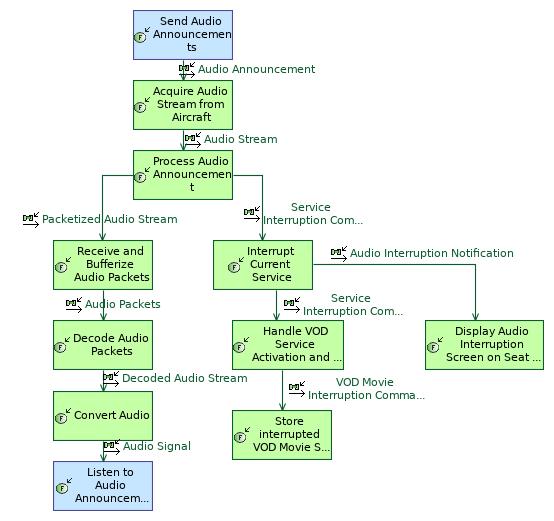 Send Audio
Announcemen
ts
Audio Announcement
Acquire Audio
Stream from
Aircraft
Audio Stream
Process Audio
Announcemen
t
Packetized Audio Stream
Service
Interruption Com...
Receive and
Bufferize
Audio Packets
Interrupt
Current
Service
Audio Interruption Notification
Audio Packets
Service
Interruption Com...
Decode Audio
Packets
Handle VOD
Service
Activation and ...
Display Audio
Interruption
Screen on Seat ...
Decoded Audio Stream
VOD Movie
Interruption Comma...
Convert Audio
Store
interrupted
VOD Movie S...
Audio Signal
Listen to
Audio
Announcem...